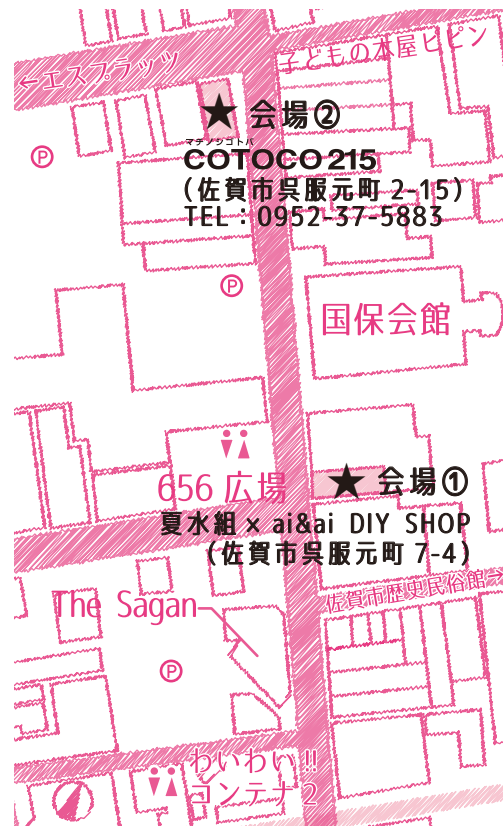 ←エスプラッツ
子どもの本屋ピピン
★ 会場②
マチノシゴトバ
COTOCO 215
(佐賀市呉服元町 2-15)
TEL：0952-37-5883
Ⓟ
Ⓟ
国保会館
★ 会場①
656 広場
夏水組 × ai&ai DIY SHOP
(佐賀市呉服元町 7-4)
佐賀市歴史民俗館→
The Sagan
Ⓟ
わいわい!!
コンテナ 2